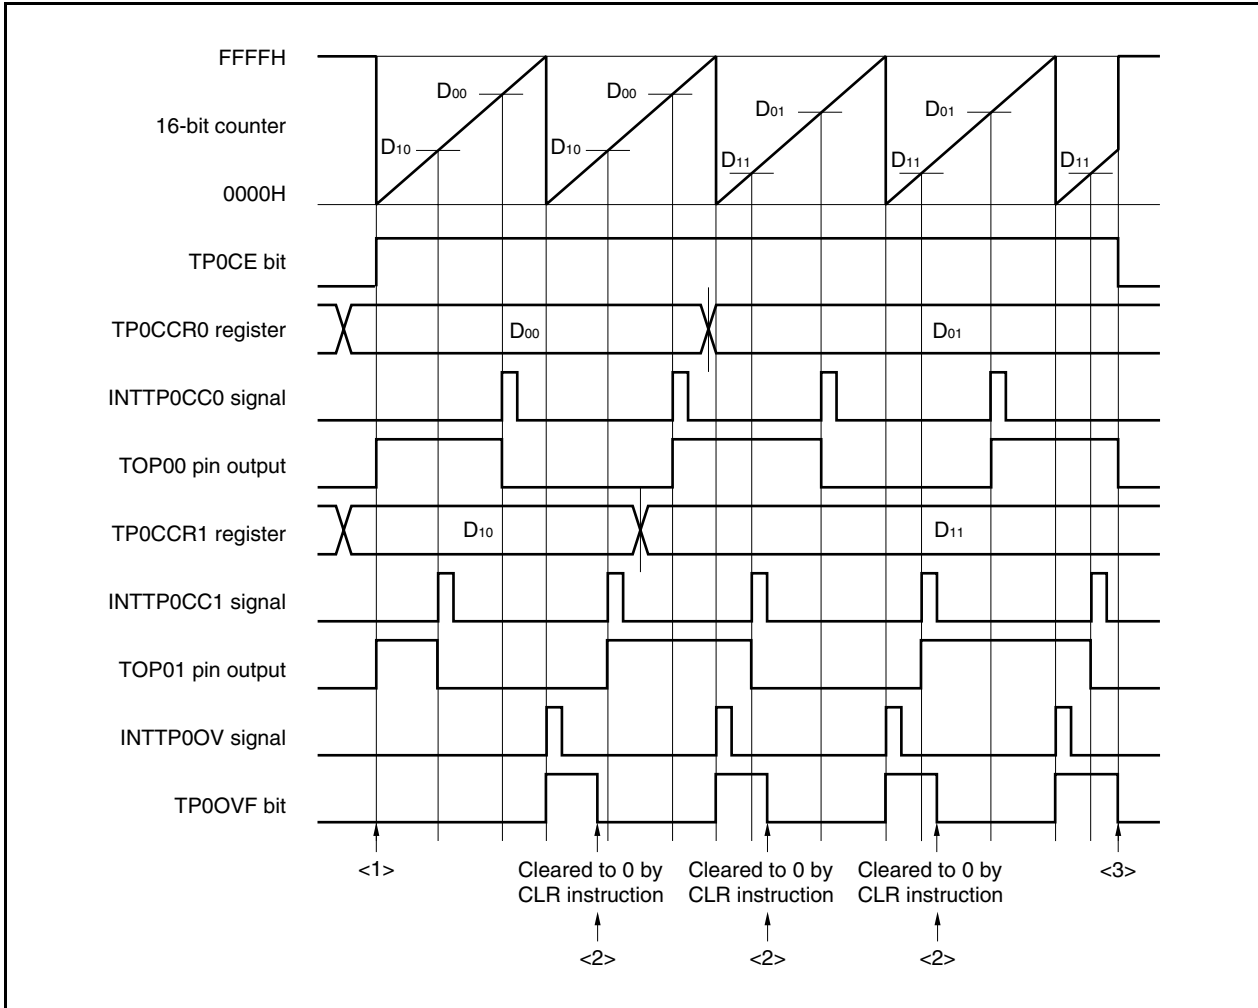 FFFFH
D00
D00
16-bit counter
D01
D01
D10
D10
D11
D11
D11
0000H
TP0CE bit
TP0CCR0 register
D00
D01
INTTP0CC0 signal
TOP00 pin output
TP0CCR1 register
D10
D11
INTTP0CC1 signal
TOP01 pin output
INTTP0OV signal
TP0OVF bit
<1>
Cleared to 0 by
CLR instruction
Cleared to 0 by
CLR instruction
Cleared to 0 by
CLR instruction
<3>
<2>
<2>
<2>